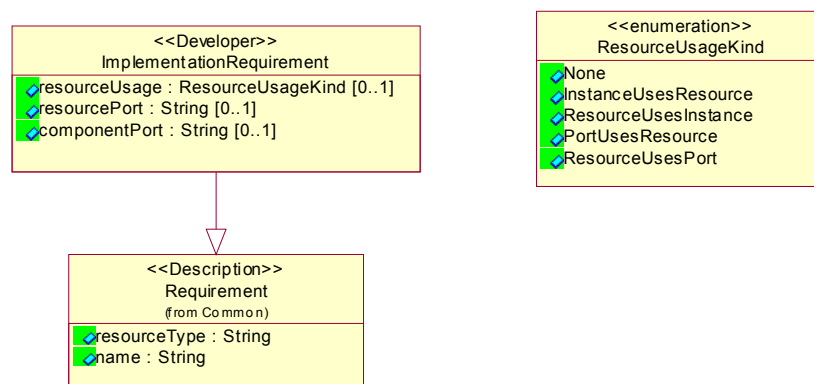 <<Developer>>
ImplementationRequirement
resourceUsage : ResourceUsageKind [0..1]
resourcePort : String [0..1]
componentPort : String [0..1]
<<enumeration>>
ResourceUsageKind
None
InstanceUsesResource
ResourceUsesInstance
PortUsesResource
ResourceUsesPort
<<Description>>
Requirement
(from Common)
resourceType : String
name : String